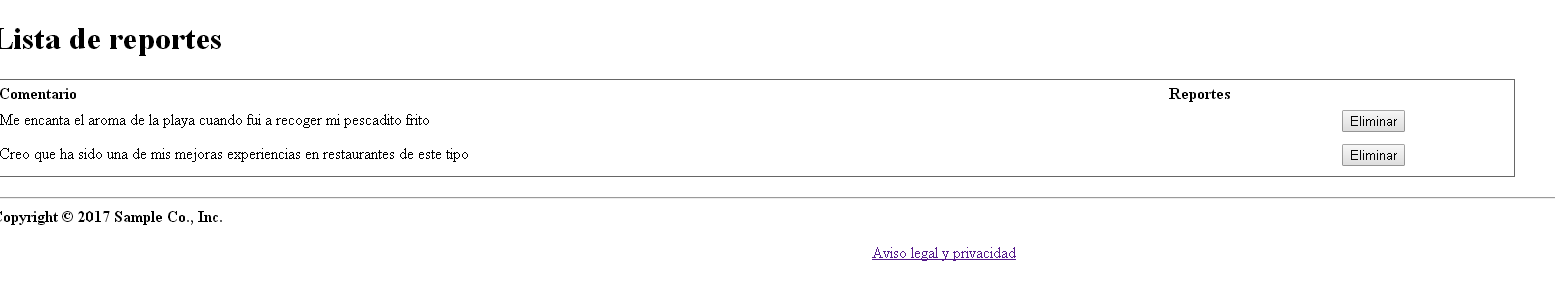 Lista de reportes
Comentario Reportes
Me encanta el aroma de la playa cuando fui a recoger mi pescadito frito Eliminar
Creo que ha sido una de mis mejoras experiencias en restaurantes de este tipo Eliminar
Copyright © 2017 Sample Co., Inc.
Aviso legal y privacidad